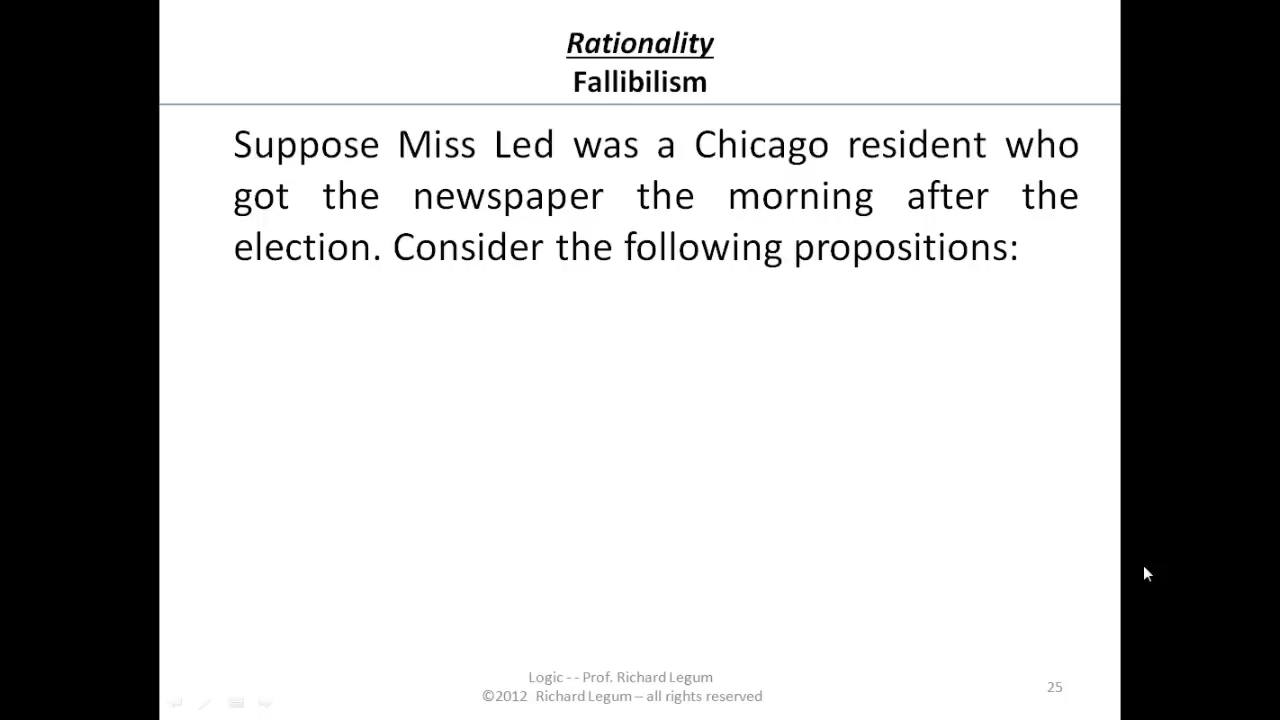 Rationality
Fallibilism
Suppose Miss Led was a Chicago resident who
got the newspaper the morning after the
election. Consider the following propositions:
Logic - - Prof. Richard Legum
©2012 Richard Legum – all rights reserved
25